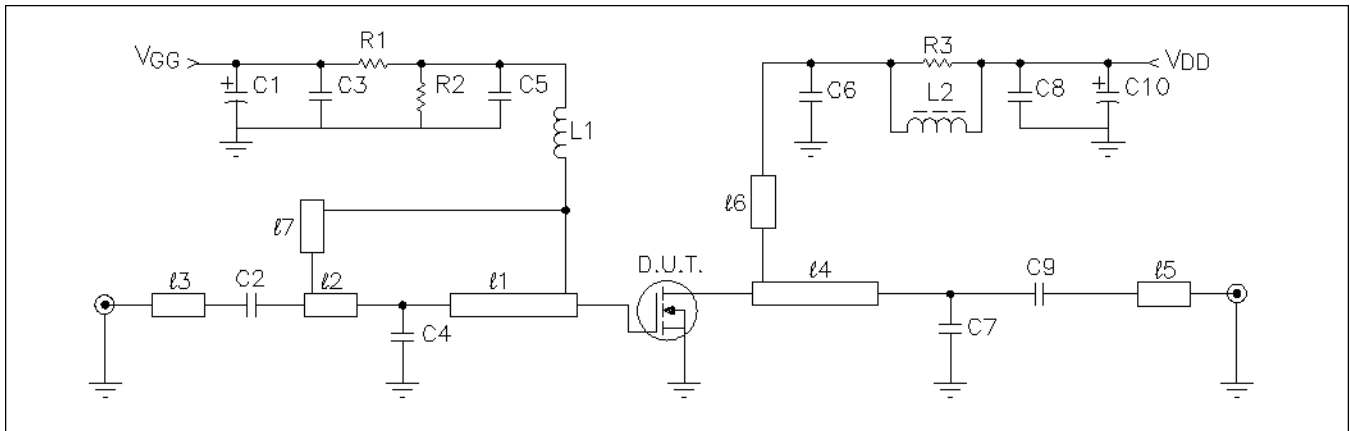 VGG
R1
C1
C3
R2
C5
L1
R3
VDD
C6
L2
C8
C10
ℓ7
ℓ6
D.U.T.
ℓ3
C2
ℓ2
ℓ1
ℓ4
C9
ℓ5
C4
C7